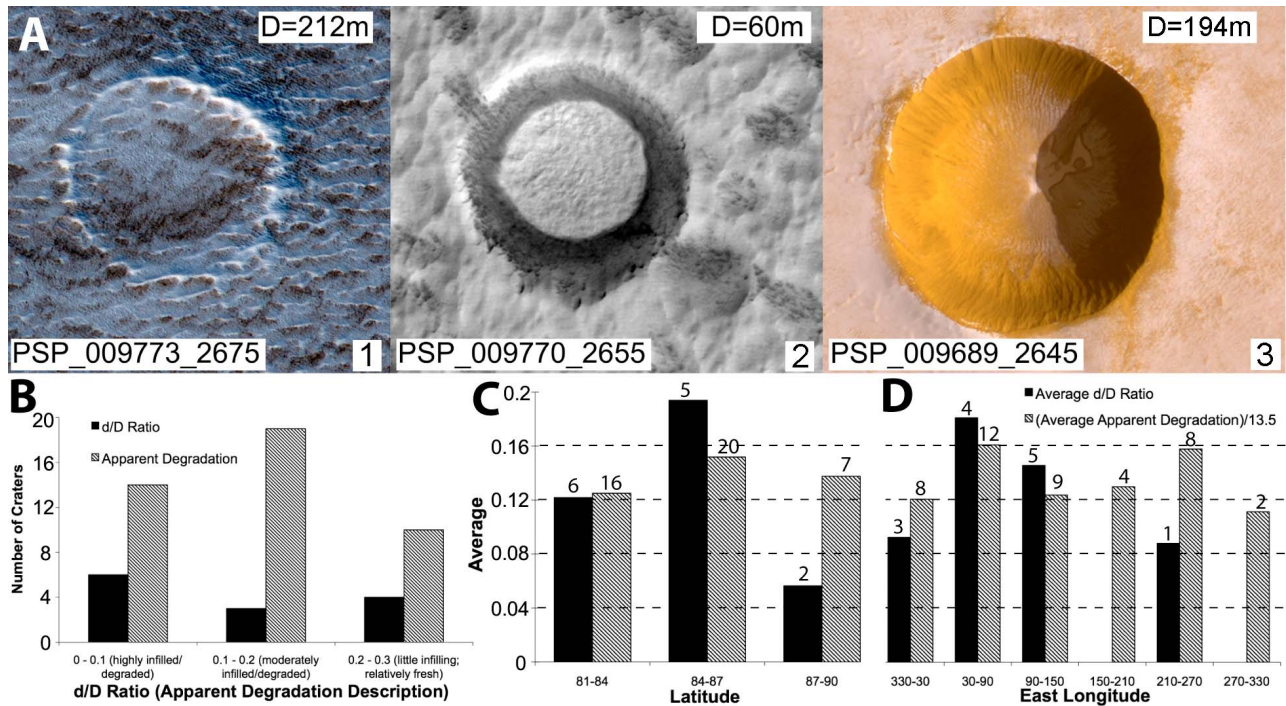 A
D=212m
D=60m
D=194m
PSP_009773_2675
1
PSP_009770_2655
2
PSP_009689_2645
3
B
d/D Ratio
Apparent Degradation
20
16
12
8
4
0
Number of Craters
0 - 0.1 (highly infilled/
degraded)
0.1 - 0.2 (moderately
infilled/degraded)
0.2 - 0.3 (little infilling;
relatively fresh)
d/D Ratio (Apparent Degradation Description)
C
0.2
0.16
0.12
0.08
0.04
0
Average
6
16
5
20
2
7
81-84
84-87
87-90
Latitude
D
Average d/D Ratio
(Average Apparent Degradation)/13.5
3
8
4
12
5
9
4
1
8
2
330-30
30-90
90-150
150-210
210-270
270-330
East Longitude